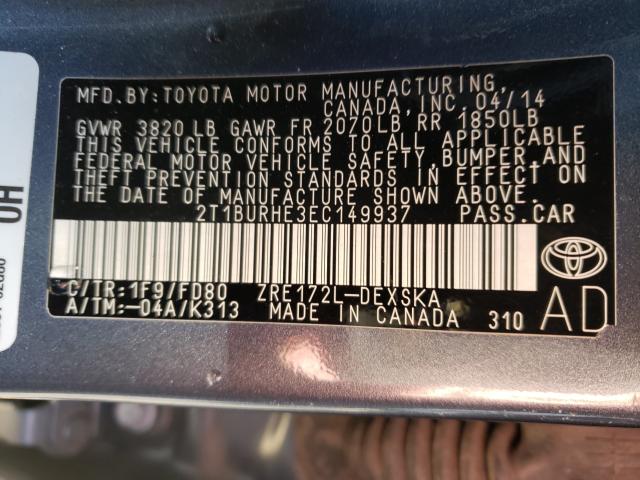 MFD.BY:TOYOTA MOTOR MANUFACTURING,
CANADA, INC. 04/14
GVWR 3820 LB GAWR FR 2070LB, RR 1850LB
THIS VEHICLE CONFORMS TO ALL APPLICABLE
FEDERAL MOTOR VEHICLE SAFETY, BUMPER, AND
THEFT PREVENTION STANDARDS IN EFFECT ON
THE DATE OF MANUFACTURE SHOWN ABOVE.
2T1BURHE3EC149937 PASS.CAR
C/TR:1F9/FD80 ZRE172L-DEXSKA
A/TM:-04A/K313 MADE IN CANADA 310
AD